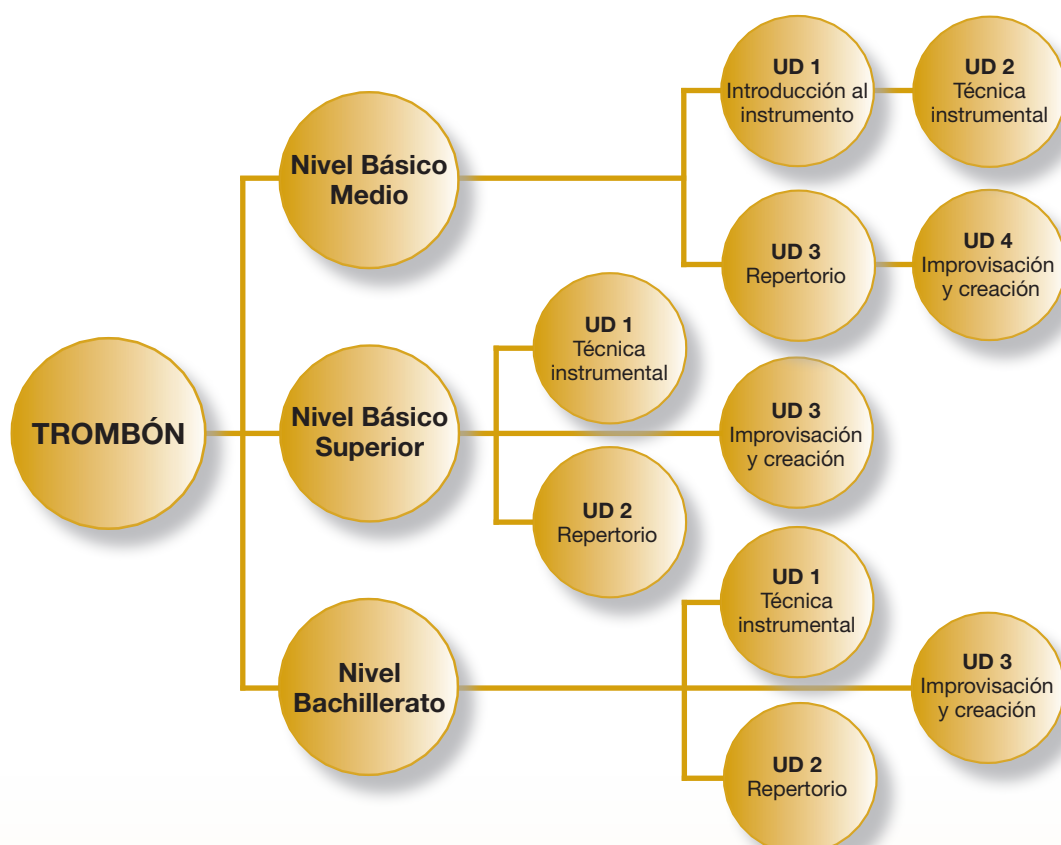 TROMBÓN
Nivel Básico
Medio
UD 1
Introducción al
instrumento
UD 2
Técnica
instrumental
UD 3
Repertorio
UD 4
Improvisación
y creación
Nivel Básico
Superior
UD 1
Técnica
instrumental
UD 2
Repertorio
UD 3
Improvisación
y creación
Nivel
Bachillerato
UD 1
Técnica
instrumental
UD 2
Repertorio
UD 3
Improvisación
y creación